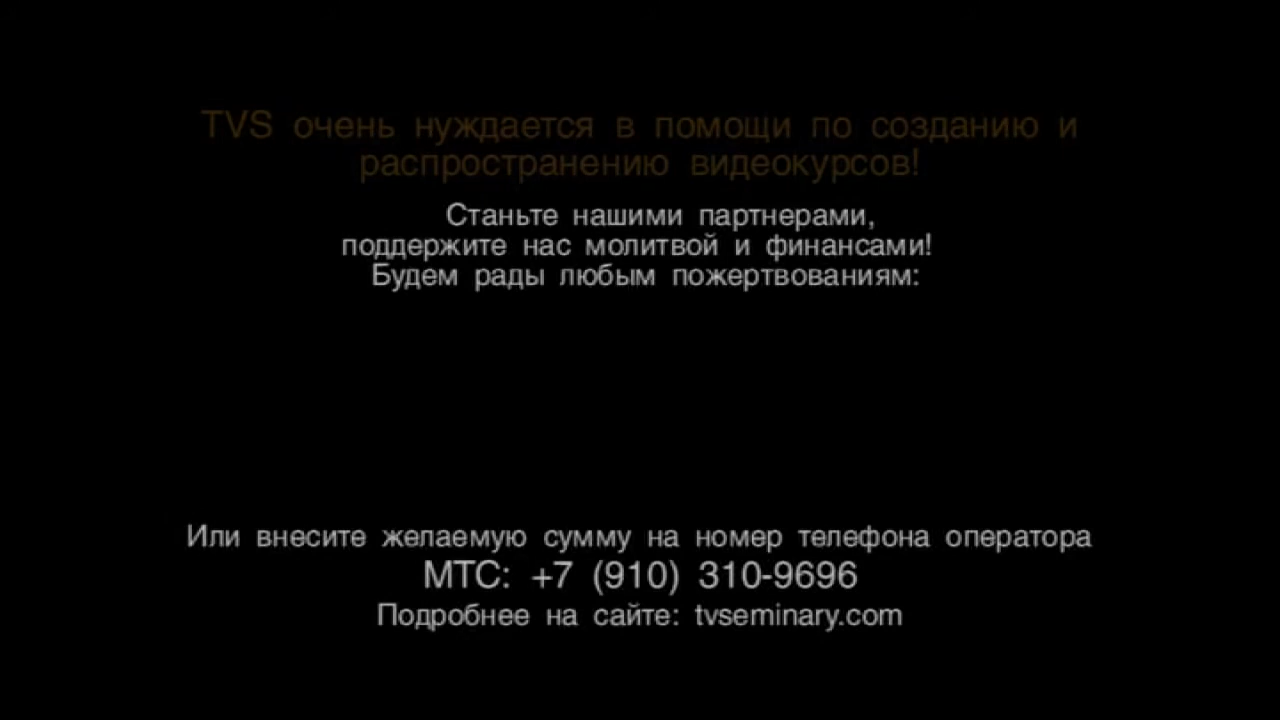 TVS очень нуждается в помощи по созданию и
распространению видеокурсов!
Станьте нашими партнерами,
поддержите нас молитвой и финансами!
Будем рады любым пожертвованиям:
Или внесите желаемую сумму на номер телефона оператора
МТС: +7 (910) 310-9696
Подробнее на сайте: tvseminary.com